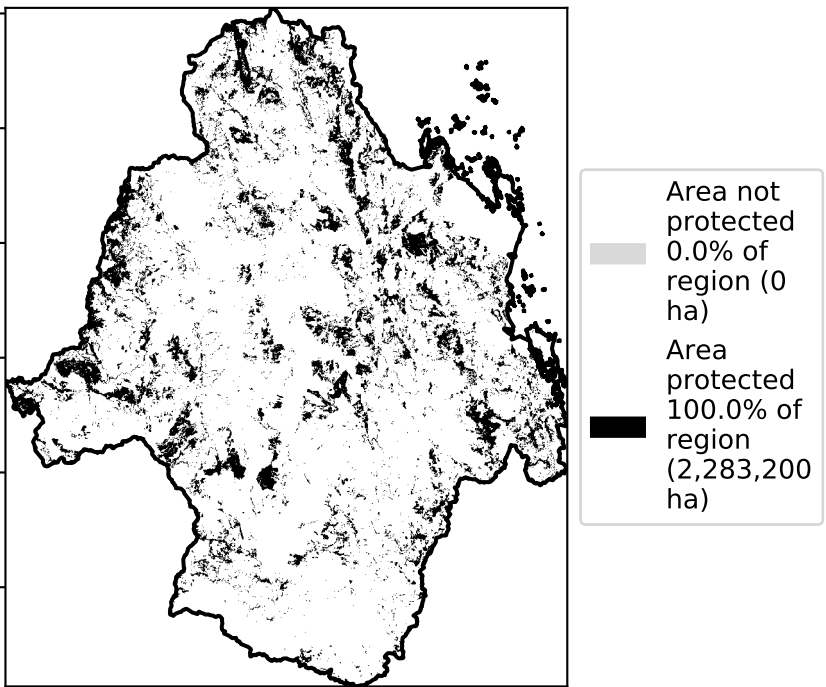 Area not
protected
0.0% of
region (0
ha)
Area
protected
100.0% of
region
(2,283,200
ha)